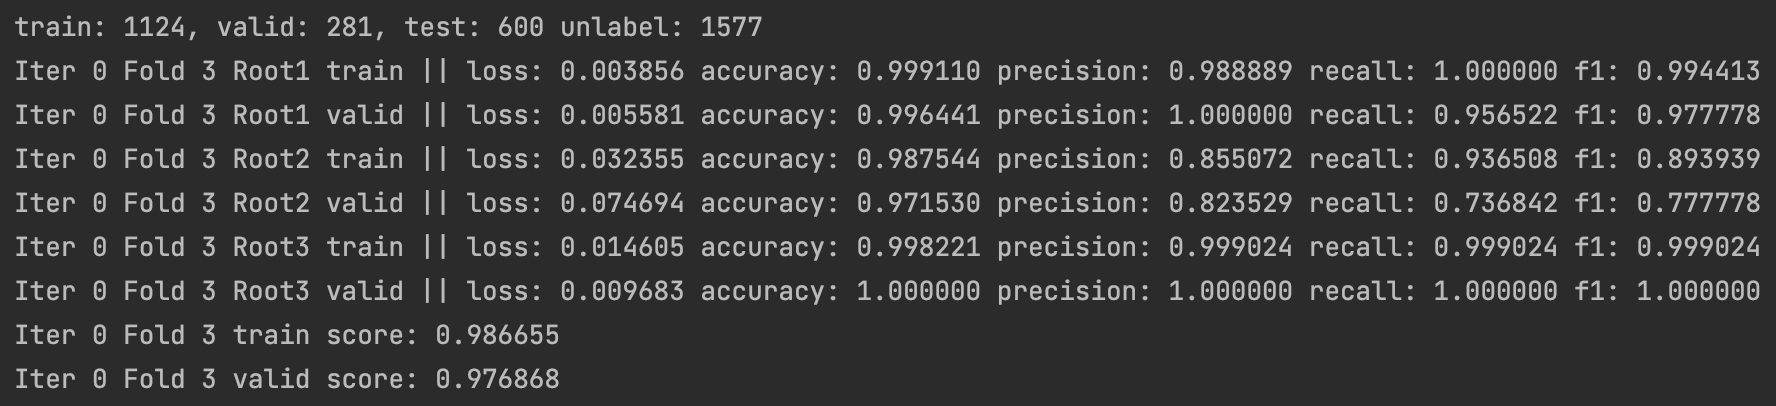 train: 1124, valid: 281, test: 600 unlabel: 1577
Iter 0 Fold 3 Root1 train || loss: 0.003856 accuracy: 0.999110 precision: 0.988889 recall: 1.000000 f1: 0.994413
Iter 0 Fold 3 Root1 valid || loss: 0.005581 accuracy: 0.996441 precision: 1.000000 recall: 0.956522 f1: 0.977778
Iter 0 Fold 3 Root2 train || loss: 0.032355 accuracy: 0.987544 precision: 0.855072 recall: 0.936508 f1: 0.893939
Iter 0 Fold 3 Root2 valid || loss: 0.074694 accuracy: 0.971530 precision: 0.823529 recall: 0.736842 f1: 0.777778
Iter 0 Fold 3 Root3 train || loss: 0.014605 accuracy: 0.998221 precision: 0.999024 recall: 0.999024 f1: 0.999024
Iter 0 Fold 3 Root3 valid || loss: 0.009683 accuracy: 1.000000 precision: 1.000000 recall: 1.000000 f1: 1.000000
Iter 0 Fold 3 train score: 0.986655
Iter 0 Fold 3 valid score: 0.976868